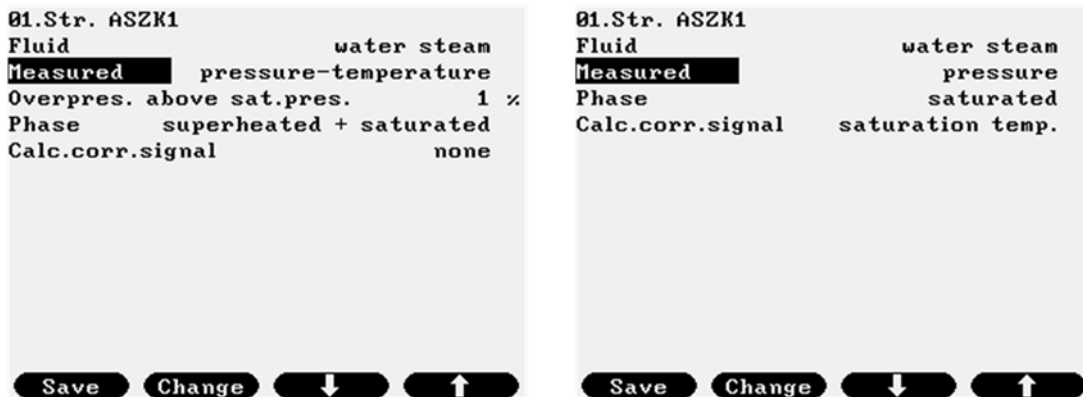 01.Str. ASZK1
Fluid water steam
Measured pressure-temperature
Overpres. above sat.pres. 1 %
Phase superheated + saturated
Calc.corr.signal none
Save Change ↓ ↑
01.Str. ASZK1
Fluid water steam
Measured pressure
Phase saturated
Calc.corr.signal saturation temp.
Save Change ↓ ↑